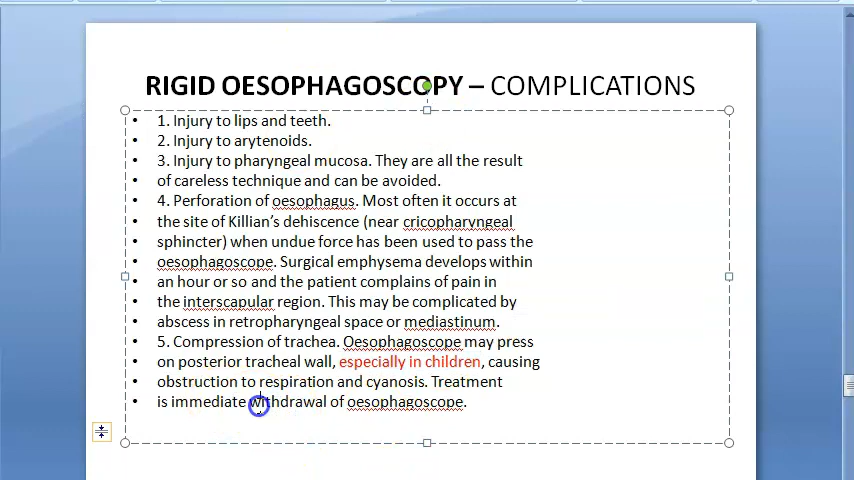 RIGID OESOPHAGOSCOPY – COMPLICATIONS
• 1. Injury to lips and teeth.
• 2. Injury to arytenoids.
• 3. Injury to pharyngeal mucosa. They are all the result
• of careless technique and can be avoided.
• 4. Perforation of oesophagus. Most often it occurs at
• the site of Killian's dehiscence (near cricopharyngeal
• sphincter) when undue force has been used to pass the
• oesophagoscope. Surgical emphysema develops within
• an hour or so and the patient complains of pain in
• the interscapular region. This may be complicated by
• abscess in retropharyngeal space or mediastinum.
• 5. Compression of trachea. Oesophagoscope may press
• on posterior tracheal wall, especially in children, causing
• obstruction to respiration and cyanosis. Treatment
• is immediate withdrawal of oesophagoscope.